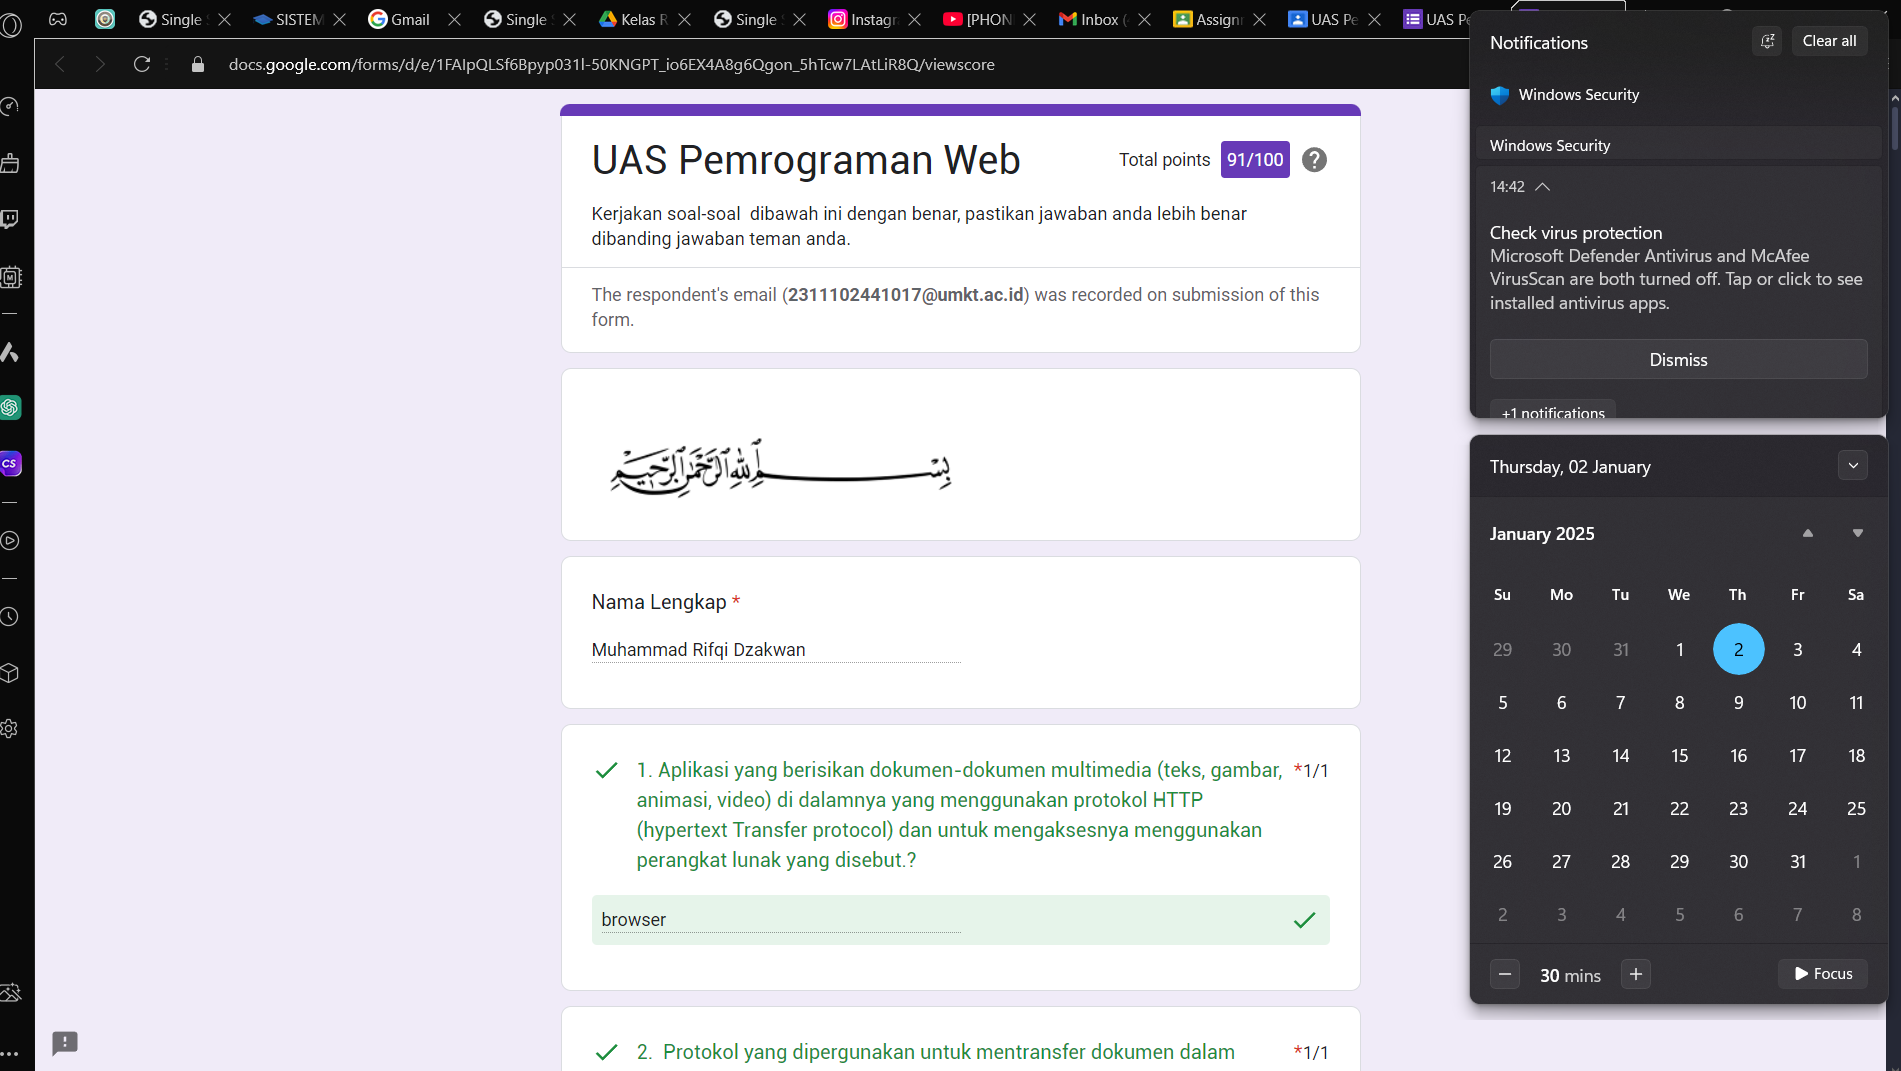 Single
SISTEM
Gmail
Single
Kelas R
Single
Instagr
[PHON
Inbox (
Assignm
UAS Pe
UAS Pe
docs.google.com/forms/d/e/1FAIpQLSf6Bpyp031l-50KNGPT_io6EX4A8g6Qgon_5hTcw7LAtLiR8Q/viewscore
CS
UAS Pemrograman Web
Total points 91/100
Kerjakan soal-soal dibawah ini dengan benar, pastikan jawaban anda lebih benar
dibanding jawaban teman anda.
The respondent's email (2311102441017@umkt.ac.id) was recorded on submission of this
form.
بِسْــــــــمِ ٱللَّٰهِ ٱلرَّحْمَٰنِ ٱلرَّحِيمِ
Nama Lengkap *
Muhammad Rifqi Dzakwan
1. Aplikasi yang berisikan dokumen-dokumen multimedia (teks, gambar, *1/1
animasi, video) di dalamnya yang menggunakan protokol HTTP
(hypertext Transfer protocol) dan untuk mengaksesnya menggunakan
perangkat lunak yang disebut.?
browser
2. Protokol yang dipergunakan untuk mentransfer dokumen dalam *1/1
Notifications
Clear all
Windows Security
Windows Security
14:42
Check virus protection
Microsoft Defender Antivirus and McAfee
VirusScan are both turned off. Tap or click to see
installed antivirus apps.
Dismiss
+1 notifications
Thursday, 02 January
January 2025
Su Mo Tu We Th Fr Sa
29 30 31 1 2 3 4
5 6 7 8 9 10 11
12 13 14 15 16 17 18
19 20 21 22 23 24 25
26 27 28 29 30 31 1
2 3 4 5 6 7 8
30 mins
Focus